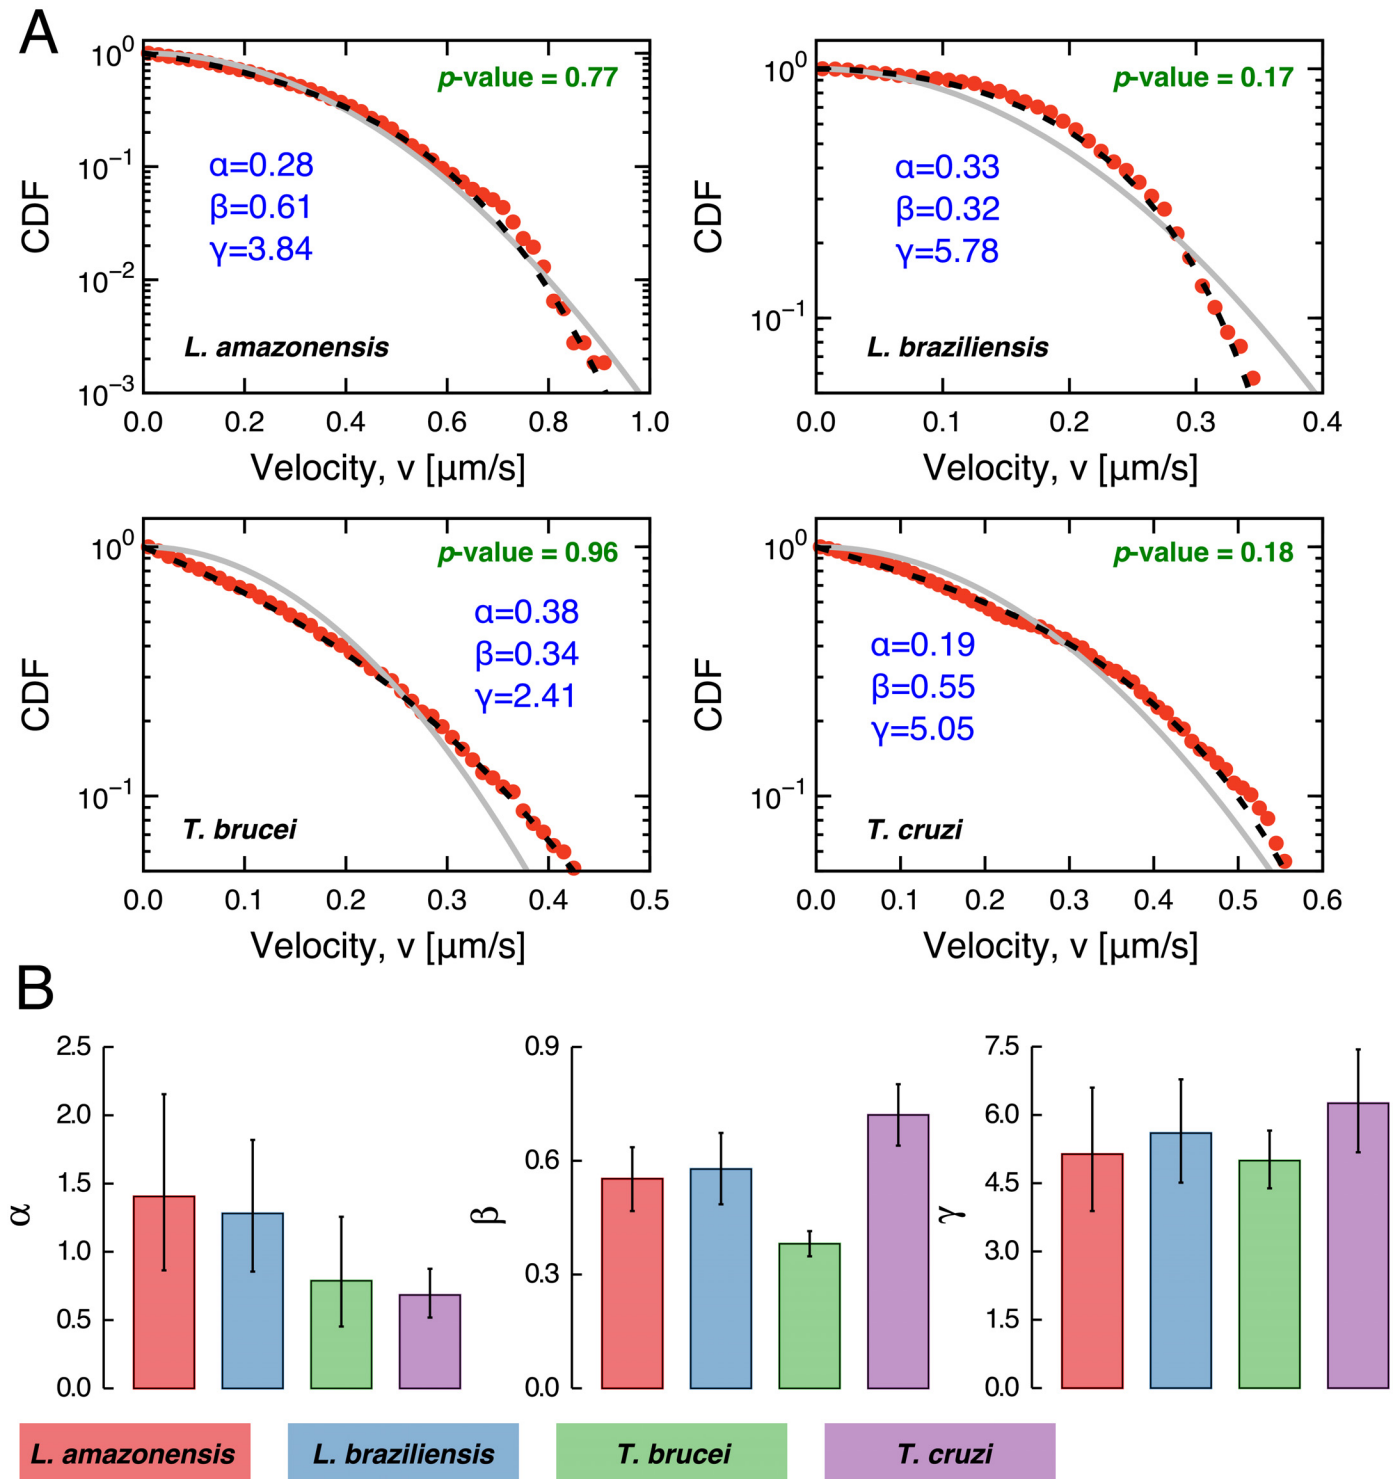 A
10^0
10^-1
10^-2
10^-3
CDF
p-value = 0.77
α=0.28
β=0.61
γ=3.84
L. amazonensis
0.0 0.2 0.4 0.6 0.8 1.0
Velocity, v [μm/s]
10^0
10^-1
CDF
p-value = 0.17
α=0.33
β=0.32
γ=5.78
L. braziliensis
0.0 0.1 0.2 0.3 0.4
Velocity, v [μm/s]
10^0
10^-1
CDF
p-value = 0.96
α=0.38
β=0.34
γ=2.41
T. brucei
0.0 0.1 0.2 0.3 0.4 0.5
Velocity, v [μm/s]
10^0
10^-1
CDF
p-value = 0.18
α=0.19
β=0.55
γ=5.05
T. cruzi
0.0 0.1 0.2 0.3 0.4 0.5 0.6
Velocity, v [μm/s]
B
2.5
2.0
1.5
1.0
0.5
0.0
α
0.9
0.6
0.3
0.0
β
7.5
6.0
4.5
3.0
1.5
0.0
γ
L. amazonensis
L. braziliensis
T. brucei
T. cruzi